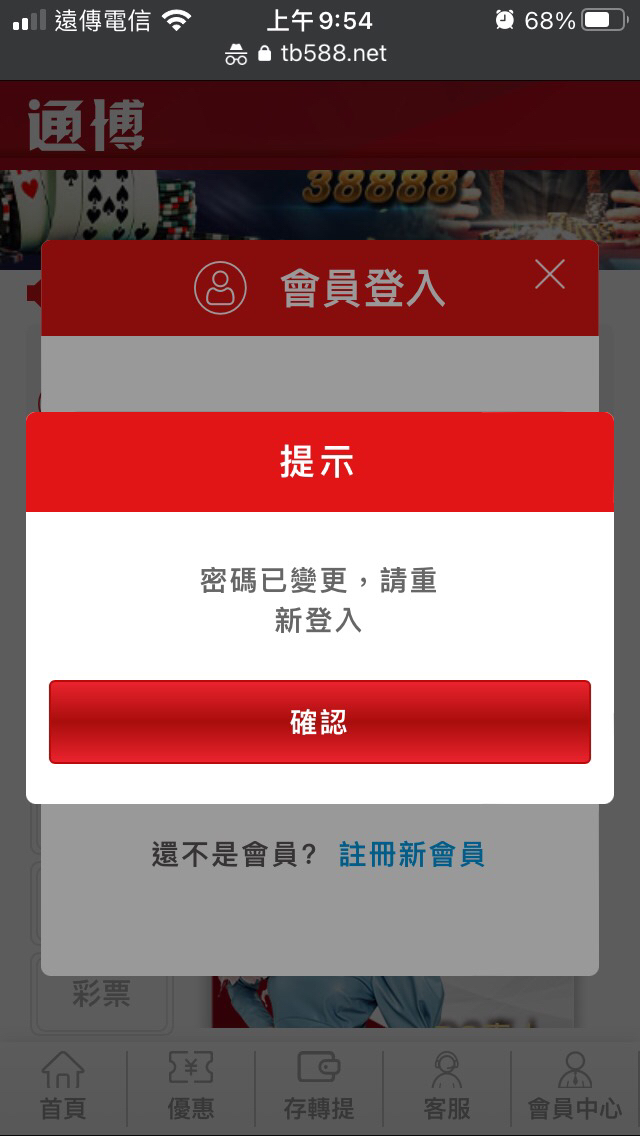 遠傳電信 上午9:54 68%
tb588.net
通博
38888
會員登入
提示
密碼已變更，請重
新登入
確認
還不是會員? 註冊新會員
彩票
首頁 優惠 存轉提 客服 會員中心